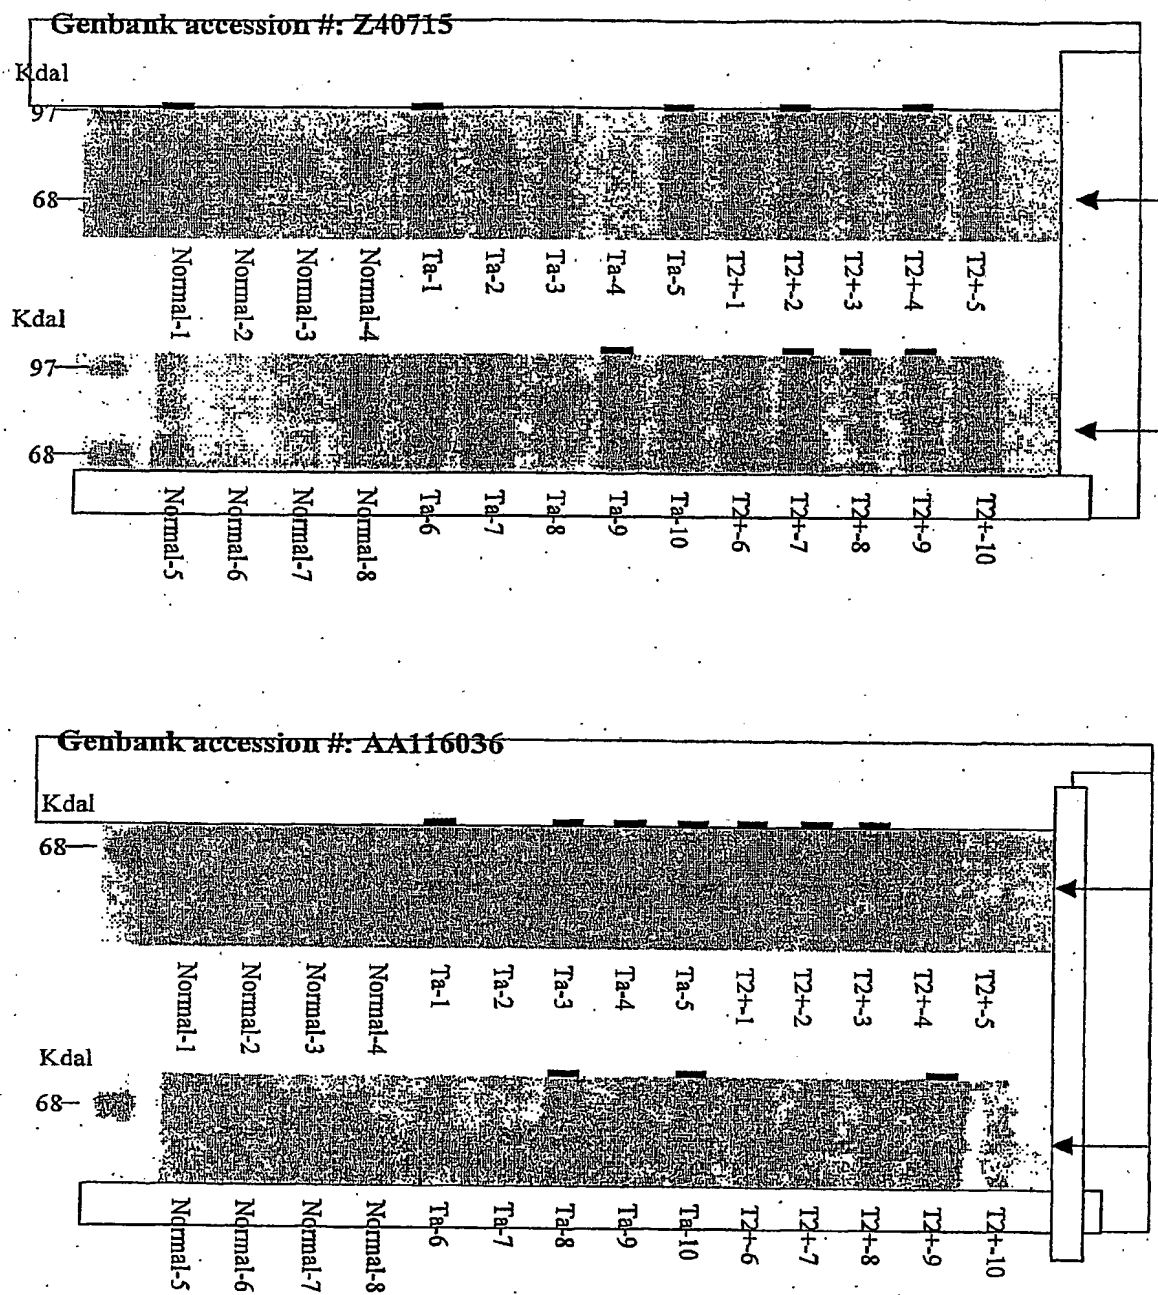 Genbank accession #: Z40715
Kdal
97
68
Normal-1 Normal-2 Normal-3 Normal-4 Ta-1 Ta-2 Ta-3 Ta-4 Ta-5 T2+-1 T2+-2 T2+-3 T2+-4 T2+-5
Kdal
97
68
Normal-5 Normal-6 Normal-7 Normal-8 Ta-6 Ta-7 Ta-8 Ta-9 Ta-10 T2+-6 T2+-7 T2+-8 T2+-9 T2+-10
Genbank accession #: AA116036
Kdal
68
Normal-1 Normal-2 Normal-3 Normal-4 Ta-1 Ta-2 Ta-3 Ta-4 Ta-5 T2+-1 T2+-2 T2+-3 T2+-4 T2+-5
Kdal
68
Normal-5 Normal-6 Normal-7 Normal-8 Ta-6 Ta-7 Ta-8 Ta-9 Ta-10 T2+-6 T2+-7 T2+-8 T2+-9 T2+-10